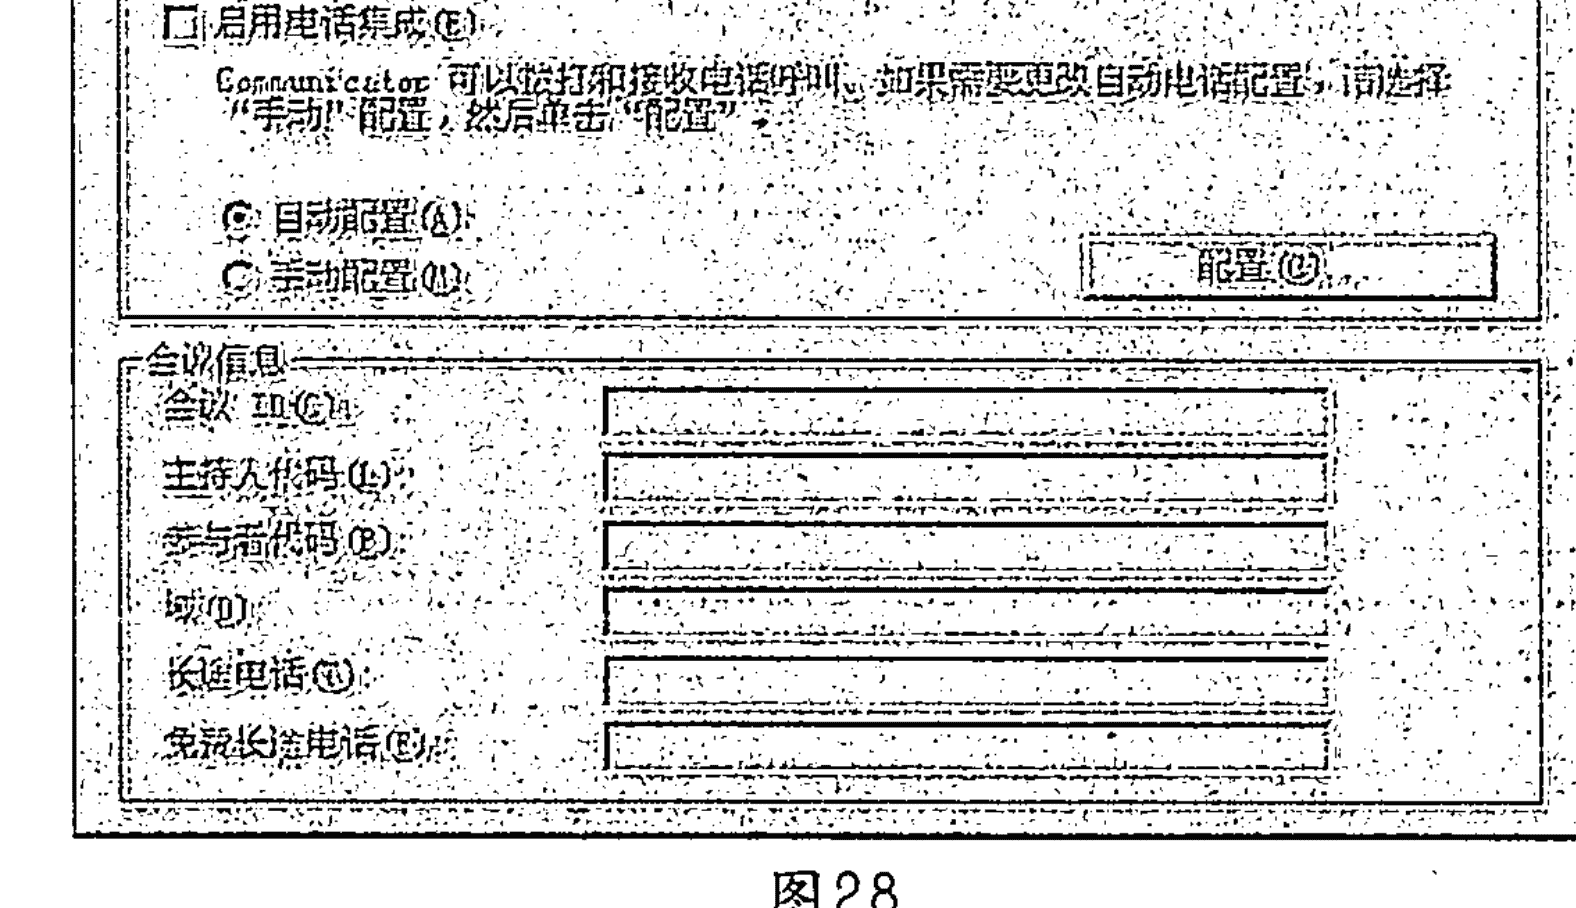 启用电话集成(E)
Communicator 可以拨打和接收电话呼叫。如果需要更改自动电话配置，请选择
“手动”配置，然后单击“配置”。
自动配置(A)
手动配置(M)
配置(C)...
会议信息
会议 ID(C):
主持人代码(L):
参与者代码(P):
域(D)
长途电话(T):
免费长途电话(F):
图28